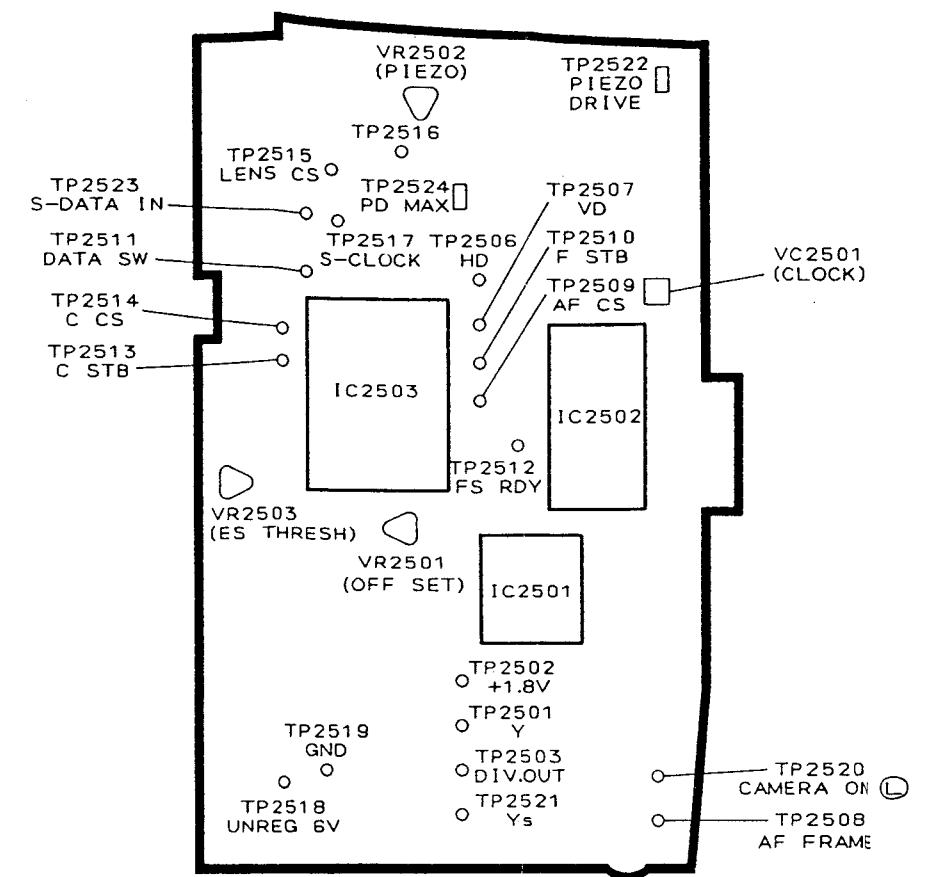 VR2502
(PIEZO)
TP2522
PIEZO
DRIVE
TP2516
TP2515
LENS CS
TP2523
S-DATA IN
TP2524
PD MAX
TP2507
VD
TP2511
DATA SW
TP2517
S-CLOCK
TP2506
HD
TP2510
F STB
VC2501
(CLOCK)
TP2509
AF CS
TP2514
C CS
TP2513
C STB
IC2503
IC2502
TP2512
FS RDY
VR2503
(ES THRESH)
VR2501
(OFF SET)
IC2501
TP2502
+1.8V
TP2501
Y
TP2519
GND
TP2503
DIV.OUT
TP2520
CAMERA ON L
TP2518
UNREG 6V
TP2521
Ys
TP2508
AF FRAME